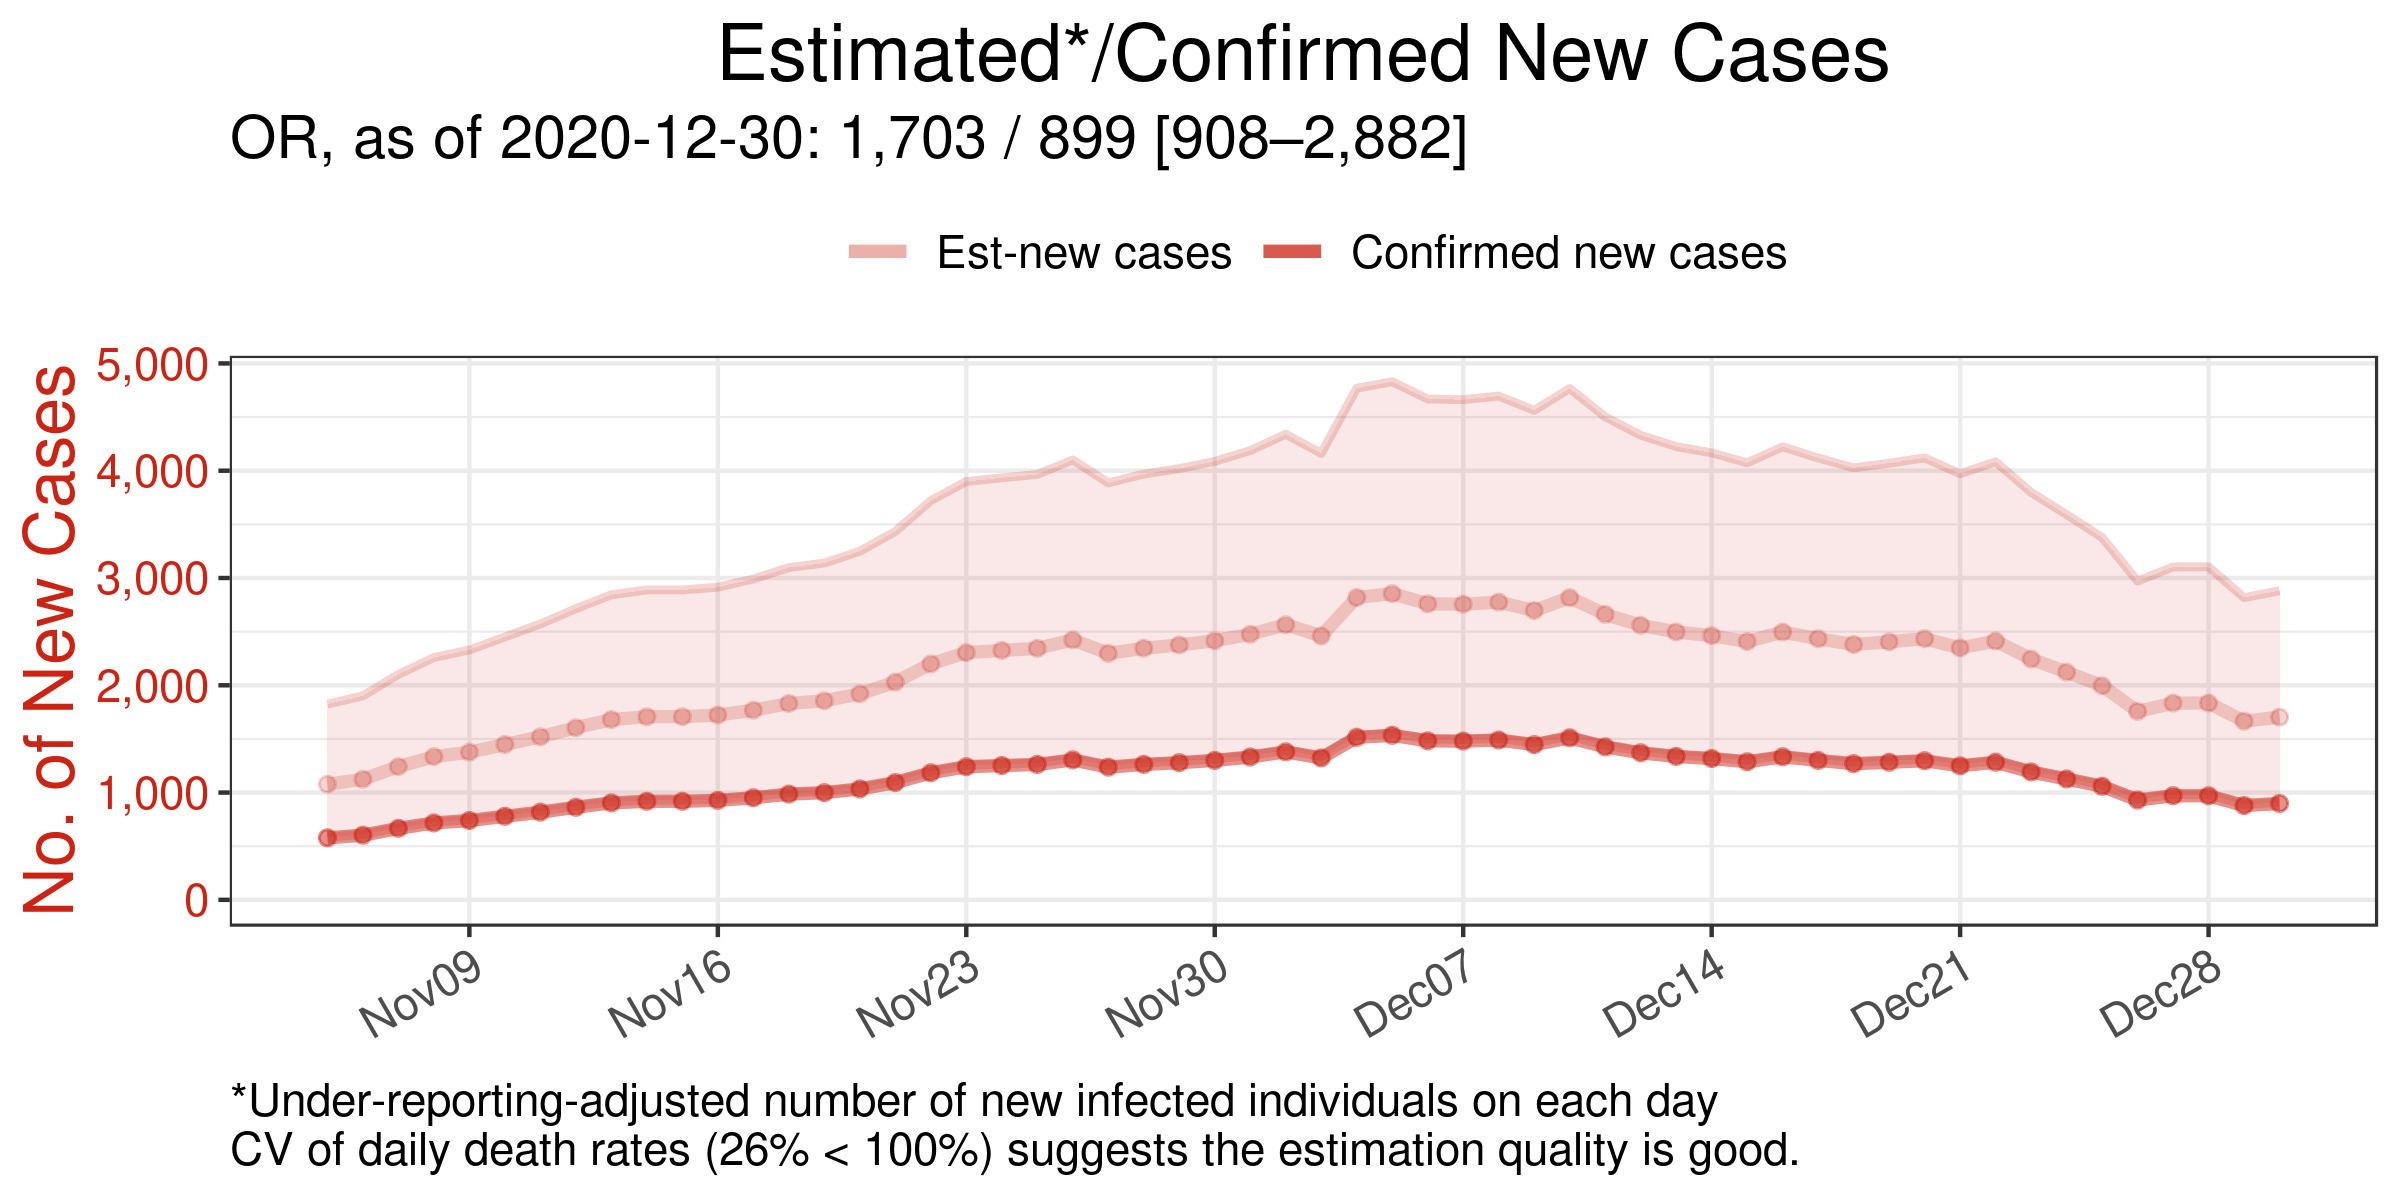 Estimated*/Confirmed New Cases
OR, as of 2020-12-30: 1,703 / 899 [908–2,882]
Est-new cases Confirmed new cases
No. of New Cases
5,000
4,000
3,000
2,000
1,000
0
Nov09 Nov16 Nov23 Nov30 Dec07 Dec14 Dec21 Dec28
*Under-reporting-adjusted number of new infected individuals on each day
CV of daily death rates (26% < 100%) suggests the estimation quality is good.